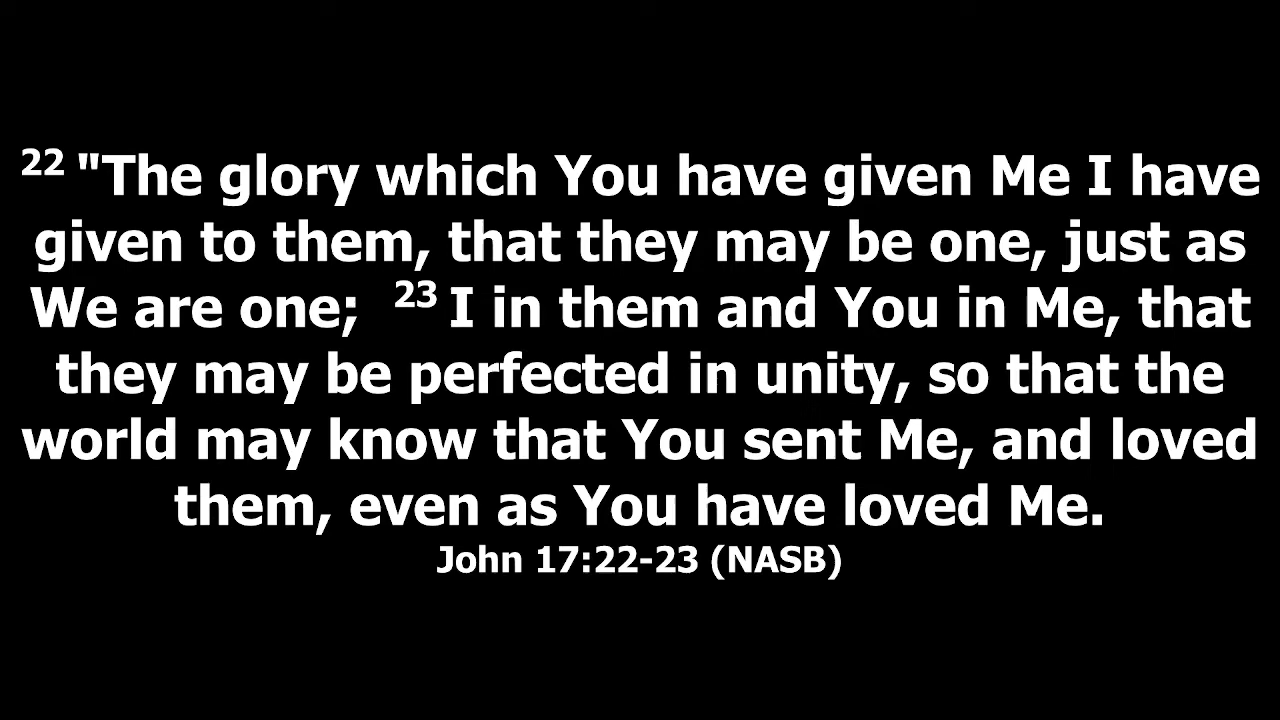 22 "The glory which You have given Me I have
given to them, that they may be one, just as
We are one;  23 I in them and You in Me, that
they may be perfected in unity, so that the
world may know that You sent Me, and loved
them, even as You have loved Me.
John 17:22-23 (NASB)